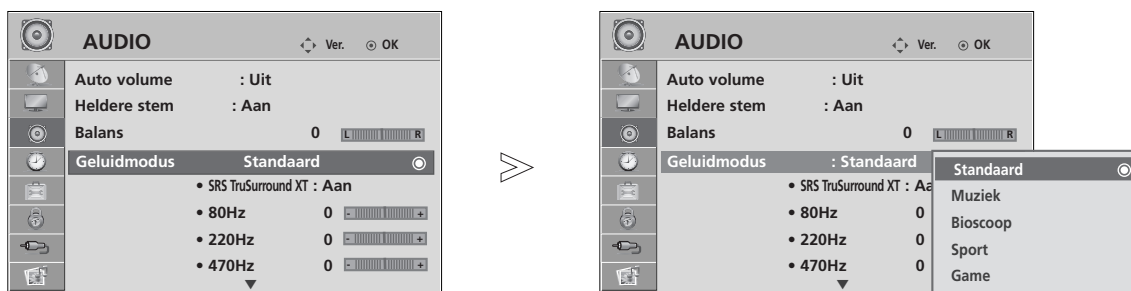 AUDIO
Ver. OK
Auto volume : Uit
Heldere stem : Aan
Balans 0 L R
Geluidmodus Standaard
• SRS TruSurround XT : Aan
• 80Hz 0 - +
• 220Hz 0 - +
• 470Hz 0 - +
AUDIO
Ver. OK
Auto volume : Uit
Heldere stem : Aan
Balans 0 L R
Geluidmodus : Standaard
• SRS TruSurround XT : Aa
• 80Hz 0
• 220Hz 0
• 470Hz 0
Standaard
Muziek
Bioscoop
Sport
Game